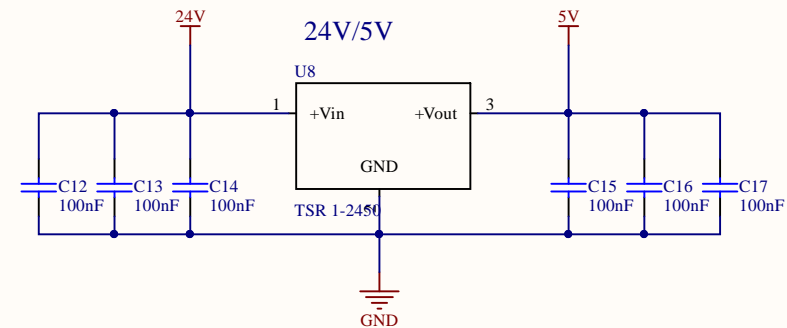 24V
24V/5V
5V
U8
1
+Vin
+Vout
3
GND
C12
100nF
C13
100nF
C14
100nF
C15
100nF
C16
100nF
C17
100nF
TSR 1-2450
GND